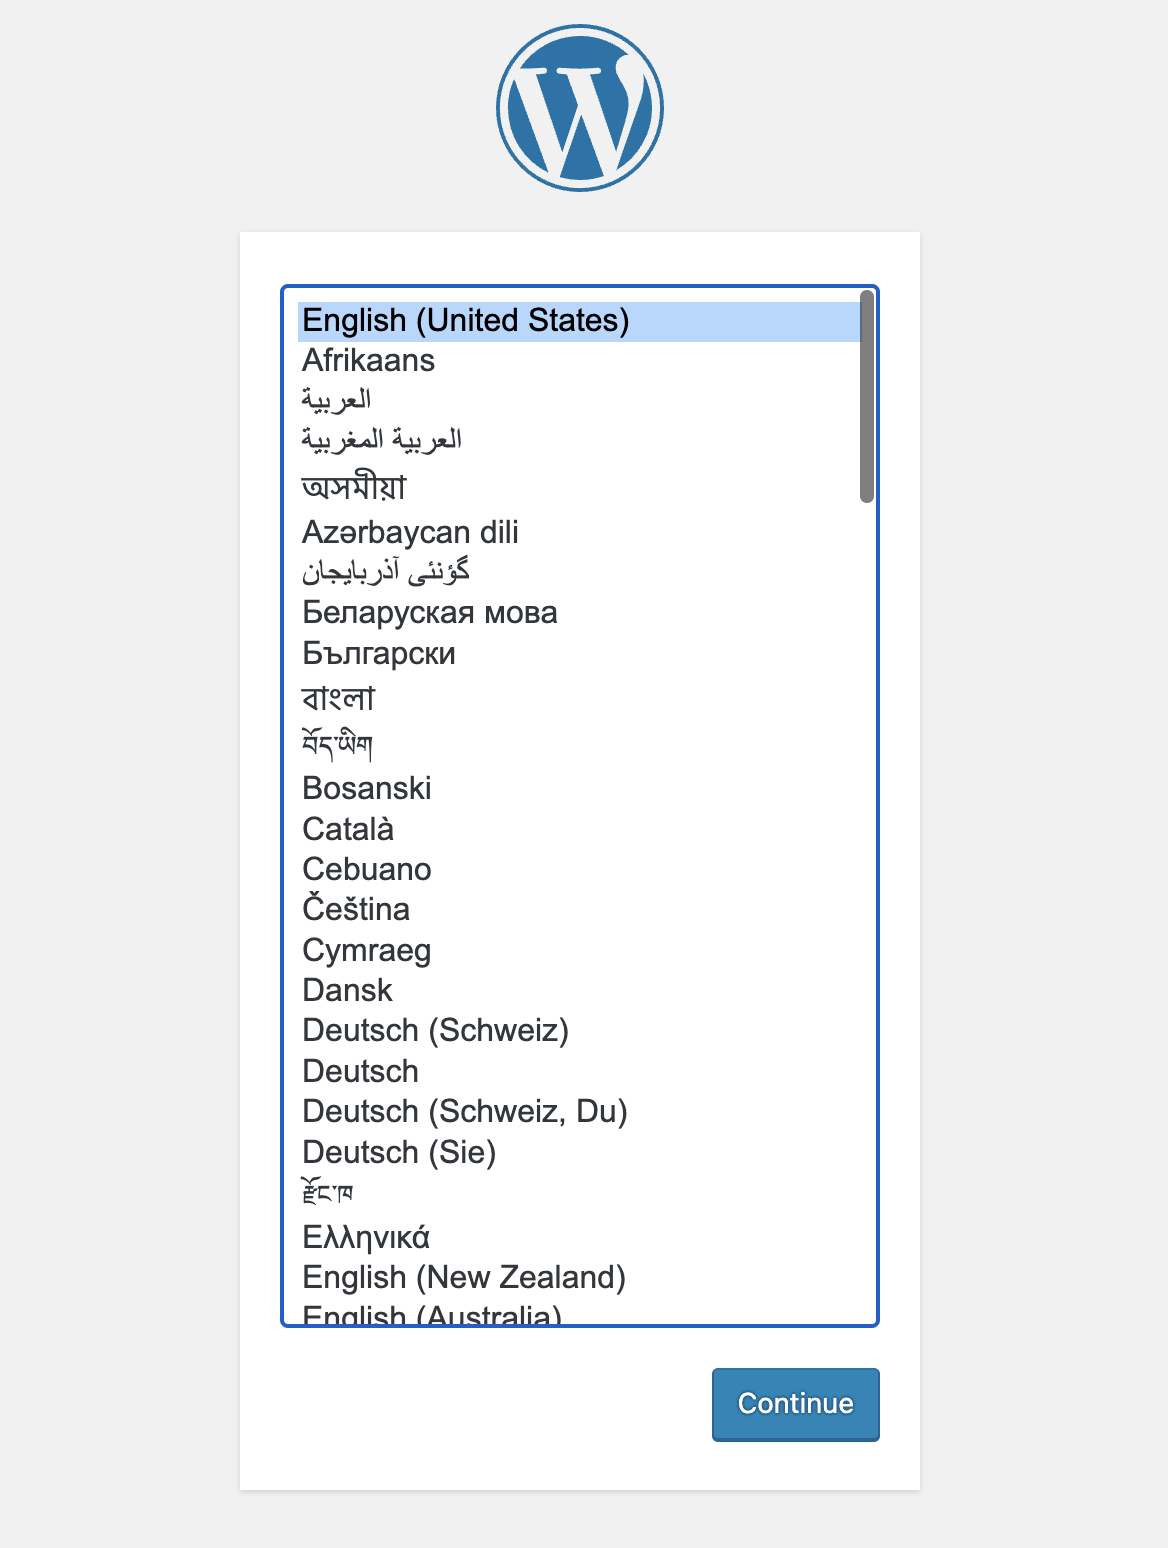 English (United States)
Afrikaans
العربية
العربية المغربية
অসমীয়া
Azərbaycan dili
گؤنئی آذربایجان
Беларуская мова
Български
বাংলা
བོད་ཡིག
Bosanski
Català
Cebuano
Čeština
Cymraeg
Dansk
Deutsch (Schweiz)
Deutsch
Deutsch (Schweiz, Du)
Deutsch (Sie)
རྫོང་ཁ
Ελληνικά
English (New Zealand)
English (Australia)
Continue